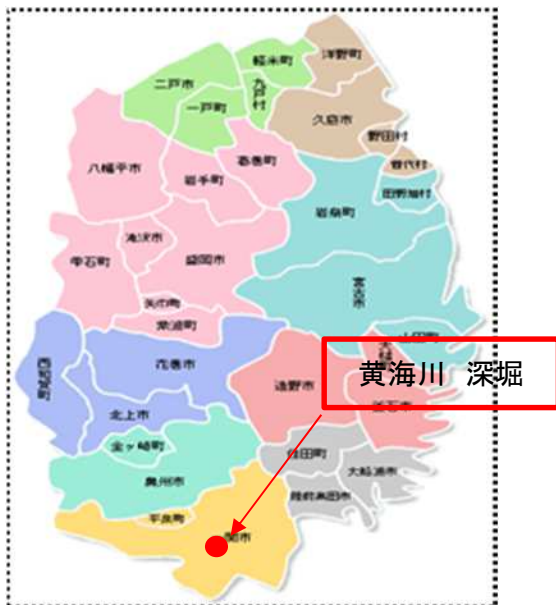 洋野町
軽米町
二戸市
九戸村
一戸町
久慈市
野田村
普代村
八幡平市
葛巻町
岩手町
田野畑村
岩泉町
滝沢市
雫石町
盛岡市
宮古市
矢巾町
紫波町
山田町
大槌町
花巻市
遠野市
黄海川 深堀
釜石市
西和賀町
北上市
金ヶ崎町
住田町
大船渡市
奥州市
陸前高田市
平泉町